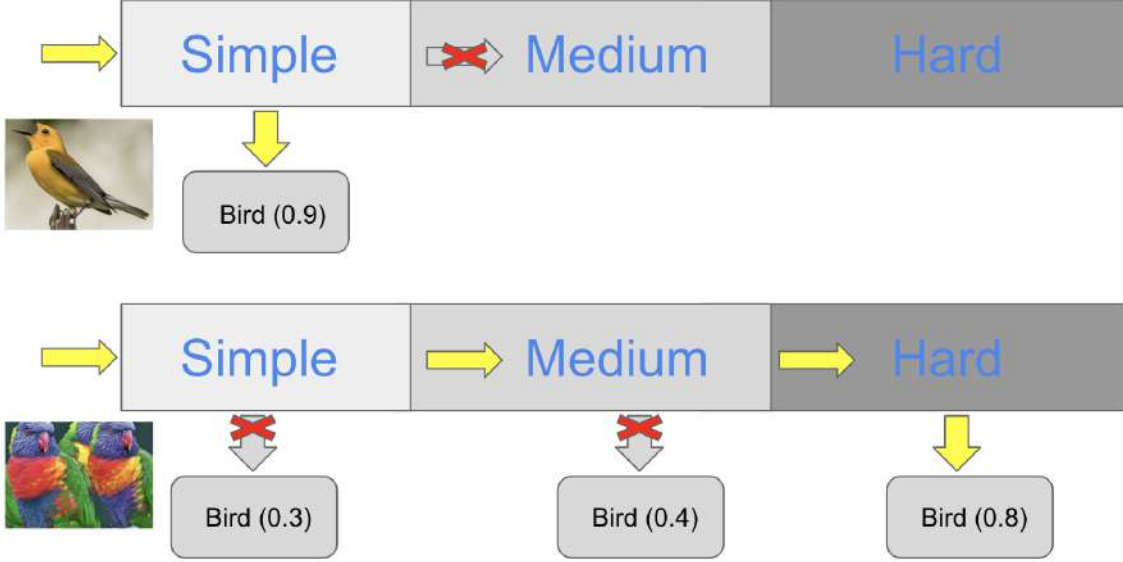 Simple
Medium
Hard
Bird (0.9)
Simple
Medium
Hard
Bird (0.3)
Bird (0.4)
Bird (0.8)